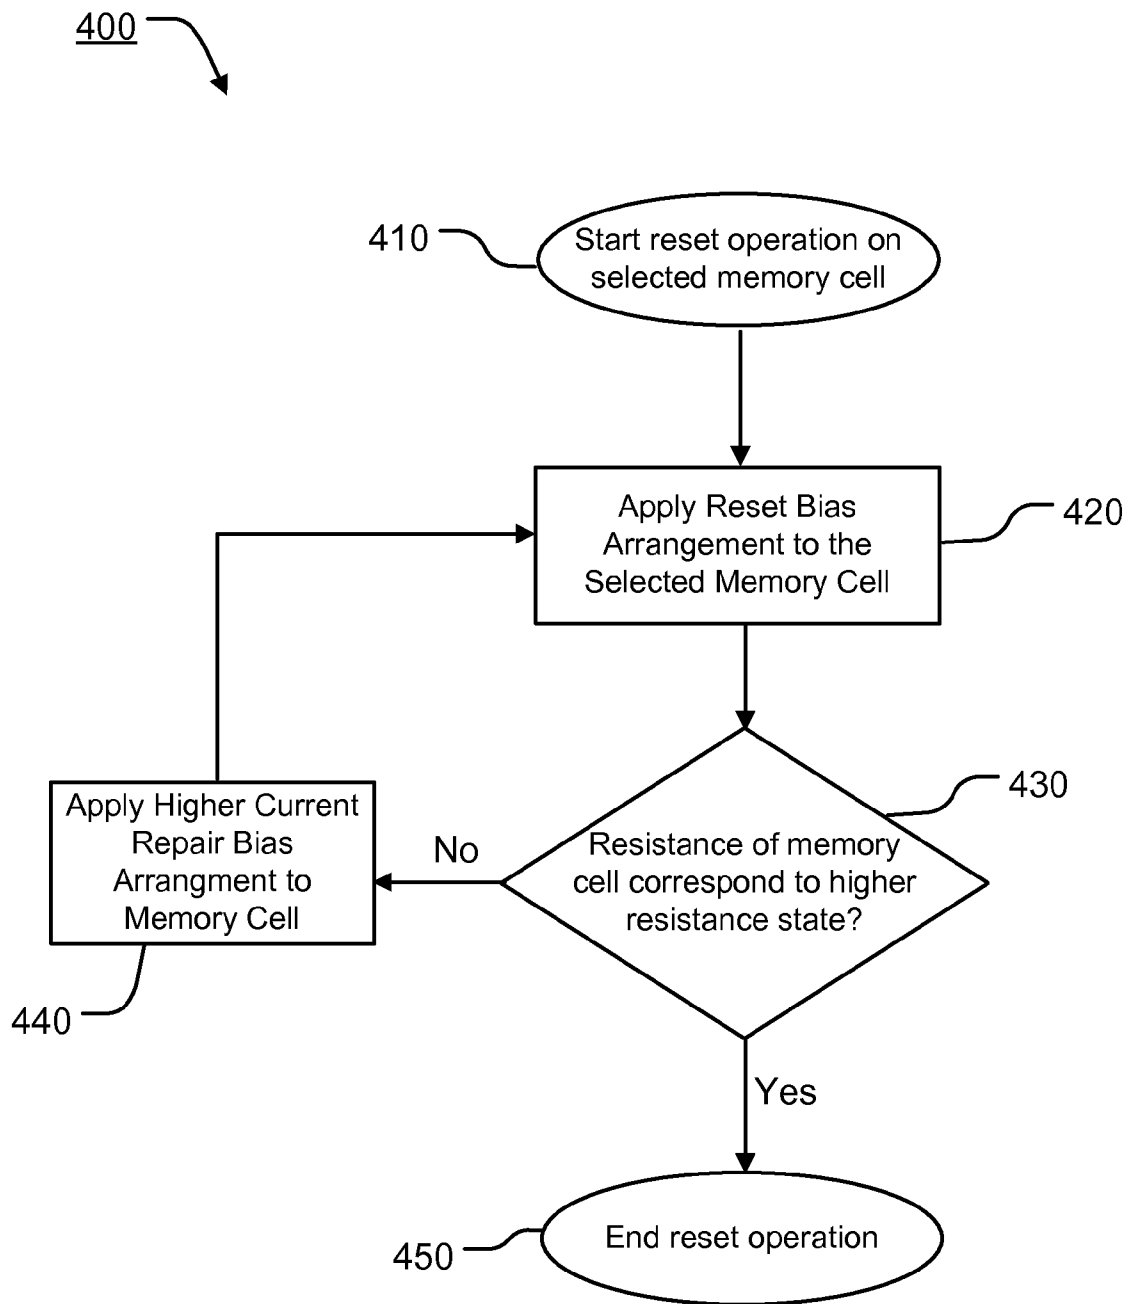 400
410
Start reset operation on
selected memory cell
Apply Reset Bias
Arrangement to the
Selected Memory Cell
420
430
Resistance of memory
cell correspond to higher
resistance state?
No
Apply Higher Current
Repair Bias
Arrangment to
Memory Cell
440
Yes
450
End reset operation